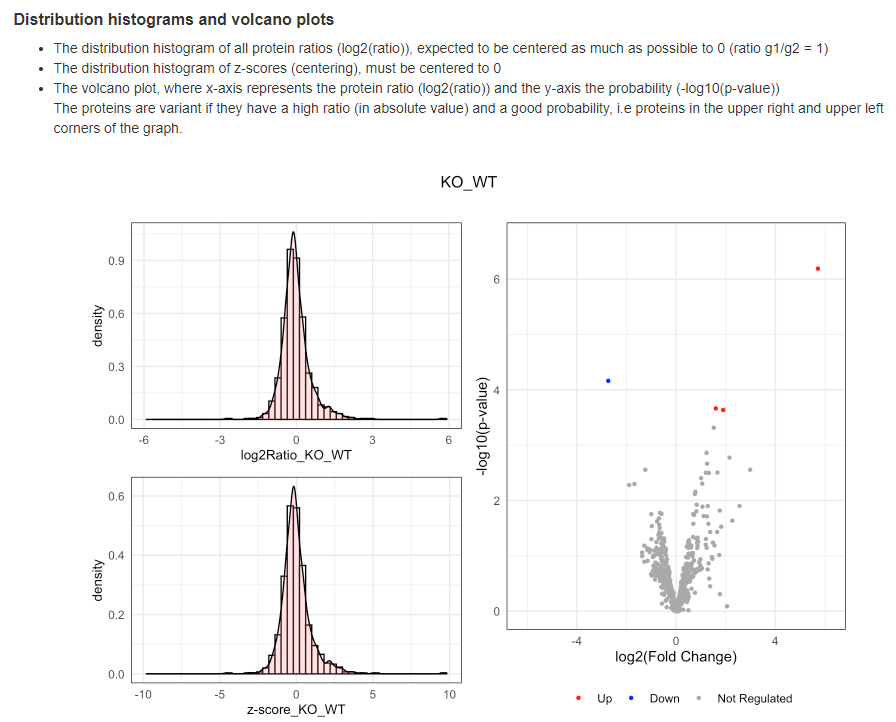 Distribution histograms and volcano plots
• The distribution histogram of all protein ratios (log2(ratio)), expected to be centered as much as possible to 0 (ratio g1/g2 = 1)
• The distribution histogram of z-scores (centering), must be centered to 0
• The volcano plot, where x-axis represents the protein ratio (log2(ratio)) and the y-axis the probability (-log10(p-value))
The proteins are variant if they have a high ratio (in absolute value) and a good probability, i.e proteins in the upper right and upper left
corners of the graph.
KO_WT
density
0.9
0.6
0.3
0.0
-6 -3 0 3 6
log2Ratio_KO_WT
density
0.6
0.4
0.2
0.0
-10 -5 0 5 10
z-score_KO_WT
-log10(p-value)
6
4
2
0
-4 0 4
log2(Fold Change)
Up Down Not Regulated